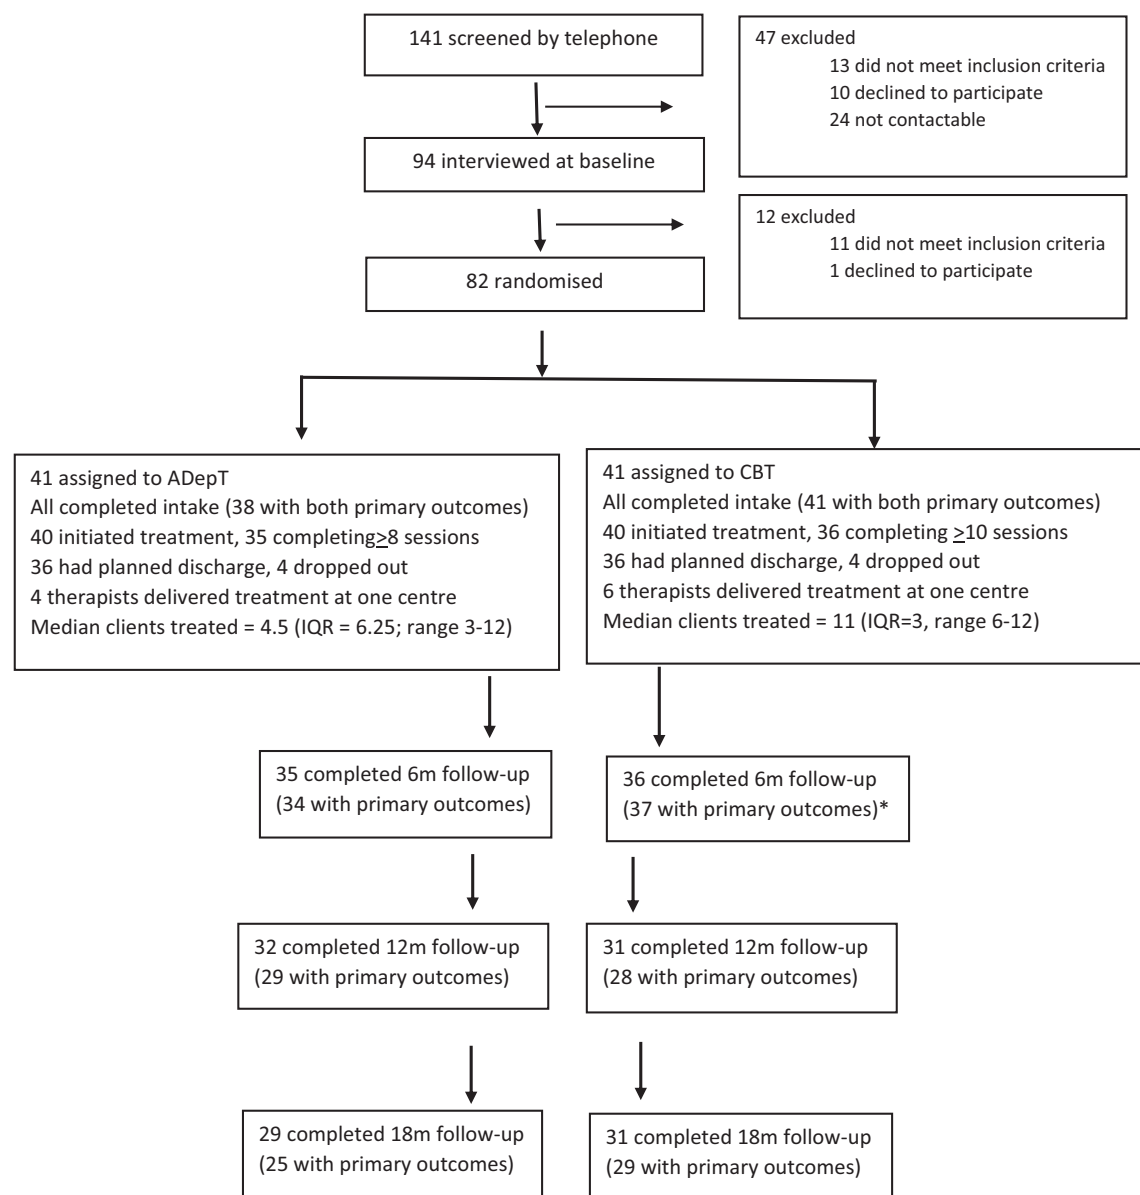 141 screened by telephone
47 excluded
13 did not meet inclusion criteria
10 declined to participate
24 not contactable
94 interviewed at baseline
12 excluded
11 did not meet inclusion criteria
1 declined to participate
82 randomised
41 assigned to ADepT
All completed intake (38 with both primary outcomes)
40 initiated treatment, 35 completing≥8 sessions
36 had planned discharge, 4 dropped out
4 therapists delivered treatment at one centre
Median clients treated = 4.5 (IQR = 6.25; range 3-12)
41 assigned to CBT
All completed intake (41 with both primary outcomes)
40 initiated treatment, 36 completing ≥10 sessions
36 had planned discharge, 4 dropped out
6 therapists delivered treatment at one centre
Median clients treated = 11 (IQR=3, range 6-12)
35 completed 6m follow-up
(34 with primary outcomes)
36 completed 6m follow-up
(37 with primary outcomes)*
32 completed 12m follow-up
(29 with primary outcomes)
31 completed 12m follow-up
(28 with primary outcomes)
29 completed 18m follow-up
(25 with primary outcomes)
31 completed 18m follow-up
(29 with primary outcomes)